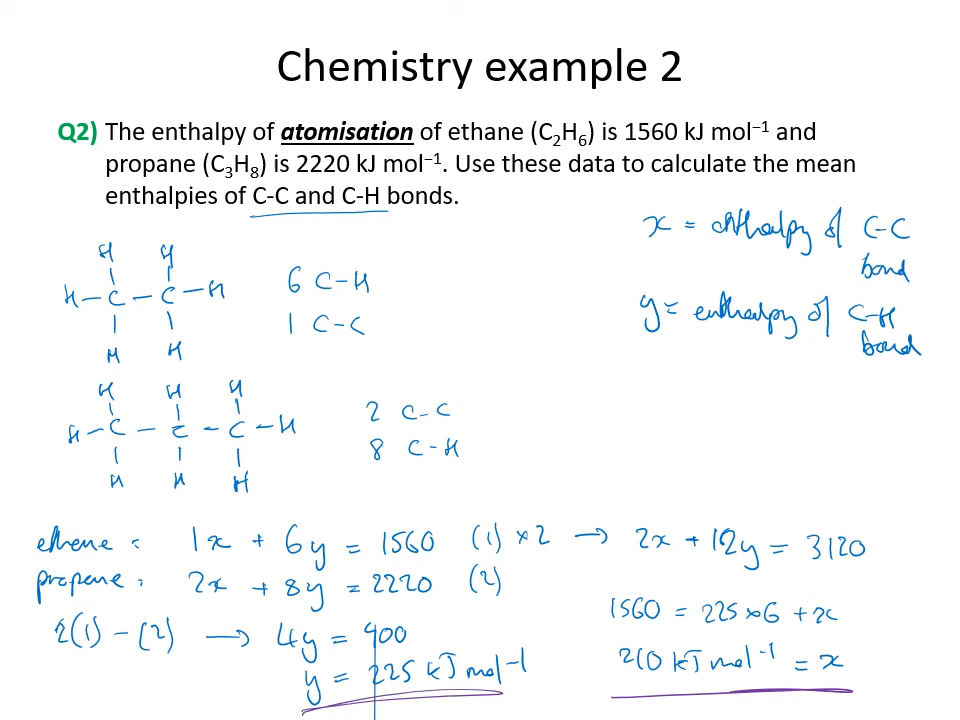 Chemistry example 2
Q2) The enthalpy of atomisation of ethane (C₂H₆) is 1560 kJ mol⁻¹ and
propane (C₃H₈) is 2220 kJ mol⁻¹. Use these data to calculate the mean
enthalpies of C-C and C-H bonds.
x = enthalpy of C-C
bond
y = enthalpy of C-H
bond
H H
H - C - C - H
H H
6 C-H
1 C-C
H H H
H - C - C - C - H
H H H
2 C-C
8 C-H
ethene : 1x + 6y = 1560 (1) ×2 → 2x + 12y = 3120
propene : 2x + 8y = 2220 (2)
2(1) - (2) → 4y = 900
y = 225 kJ mol⁻¹
1560 = 225×6 + x
210 kJ mol⁻¹ = x